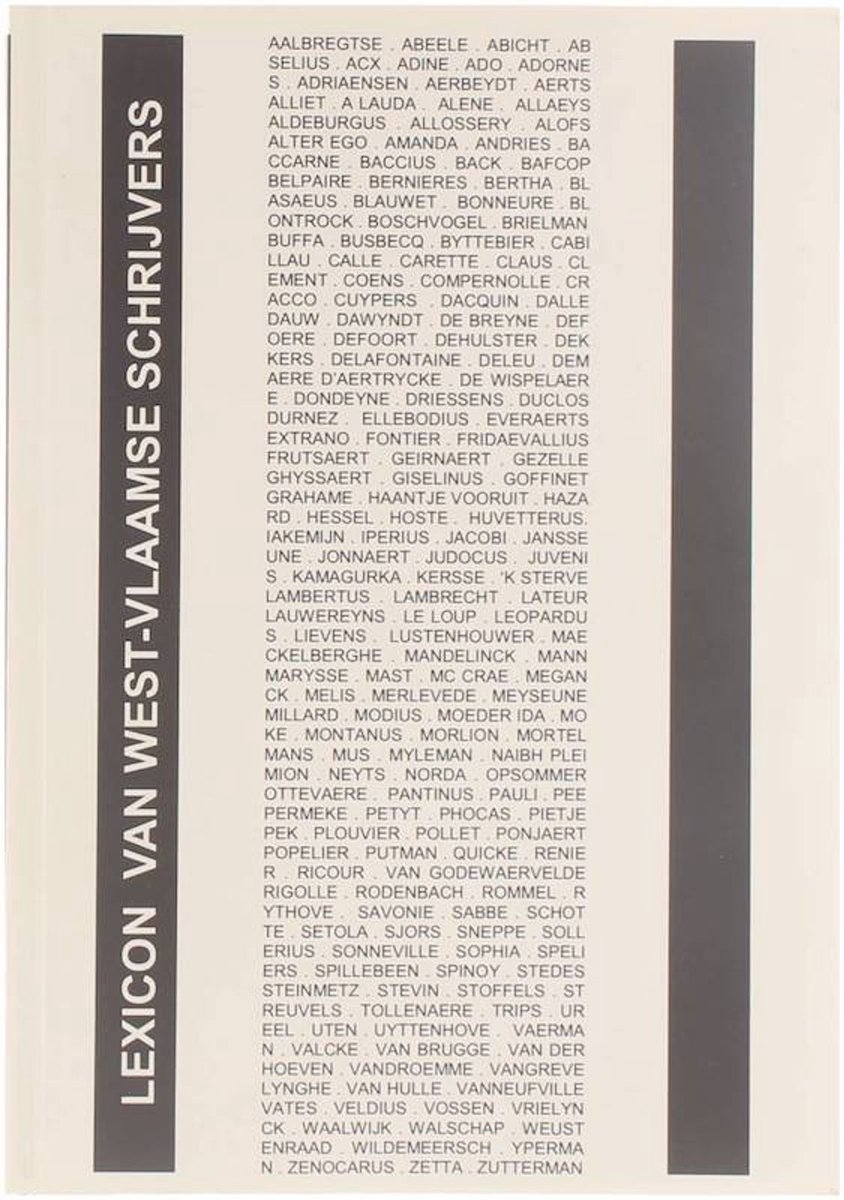 LEXICON VAN WEST-VLAAMSE SCHRIJVERS
AALBREGTSE . ABEELE . ABICHT . AB
SELIUS . ACX . ADINE . ADO . ADORNE
S . ADRIAENSEN . AERBEYDT . AERTS
ALLIET . A LAUDA . ALENE . ALLAEYS
ALDEBURGUS . ALLOSSERY . ALOFS
ALTER EGO . AMANDA . ANDRIES . BA
CCARNE . BACCIUS . BACK . BAFCOP
BELPAIRE . BERNIERES . BERTHA . BL
ASAEUS . BLAUWET . BONNEURE . BL
ONTROCK . BOSCHVOGEL . BRIELMAN
BUFFA . BUSBECQ . BYTTEBIER . CABI
LLAU . CALLE . CARETTE . CLAUS . CL
EMENT . COENS . COMPERNOLLE . CR
ACCO . CUYPERS . DACQUIN . DALLE
DAUW . DAWYNDT . DE BREYNE . DEF
OERE . DEFOORT . DEHULSTER . DEK
KERS . DELAFONTAINE . DELEU . DEM
AERE D'AERTRYCKE . DE WISPELAER
E . DONDEYNE . DRIESSENS . DUCLOS
DURNEZ . ELLEBODIUS . EVERAERTS
EXTRANO . FONTIER . FRIDAEVALLIUS
FRUTSAERT . GEIRNAERT . GEZELLE
GHYSSAERT . GISELINUS . GOFFINET
GRAHAME . HAANTJE VOORUIT . HAZA
RD . HESSEL . HOSTE . HUVETTERUS.
IAKEMIJN . IPERIUS . JACOBI . JANSSE
UNE . JONNAERT . JUDOCUS . JUVENI
S . KAMAGURKA . KERSSE . 'K STERVE
LAMBERTUS . LAMBRECHT . LATEUR
LAUWEREYNS . LE LOUP . LEOPARDU
S . LIEVENS . LUSTENHOUWER . MAE
CKELBERGHE . MANDELINCK . MANN
MARYSSE . MAST . MC CRAE . MEGAN
CK . MELIS . MERLEVEDE . MEYSEUNE
MILLARD . MODIUS . MOEDER IDA . MO
KE . MONTANUS . MORLION . MORTEL
MANS . MUS . MYLEMAN . NAIBH PLEI
MION . NEYTS . NORDA . OPSOMMER
OTTEVAERE . PANTINUS . PAULI . PEE
PERMEKE . PETYT . PHOCAS . PIETJE
PEK . PLOUVIER . POLLET . PONJAERT
POPELIER . PUTMAN . QUICKE . RENIE
R . RICOUR . VAN GODEWAERVELDE
RIGOLLE . RODENBACH . ROMMEL . R
YTHOVE . SAVONIE . SABBE . SCHOT
TE . SETOLA . SJORS . SNEPPE . SOLL
ERIUS . SONNEVILLE . SOPHIA . SPELI
ERS . SPILLEBEEN . SPINOY . STEDES
STEINMETZ . STEVIN . STOFFELS . ST
REUVELS . TOLLENAERE . TRIPS . UR
EEL . UTEN . UYTTENHOVE . VAERMA
N . VALCKE . VAN BRUGGE . VAN DER
HOEVEN . VANDROEMME . VANGREVE
LYNGHE . VAN HULLE . VANNEUFVILLE
VATES . VELDIUS . VOSSEN . VRIELYN
CK . WAALWIJK . WALSCHAP . WEUST
ENRAAD . WILDEMEERSCH . YPERMA
N . ZENOCARUS . ZETTA . ZUTTERMAN